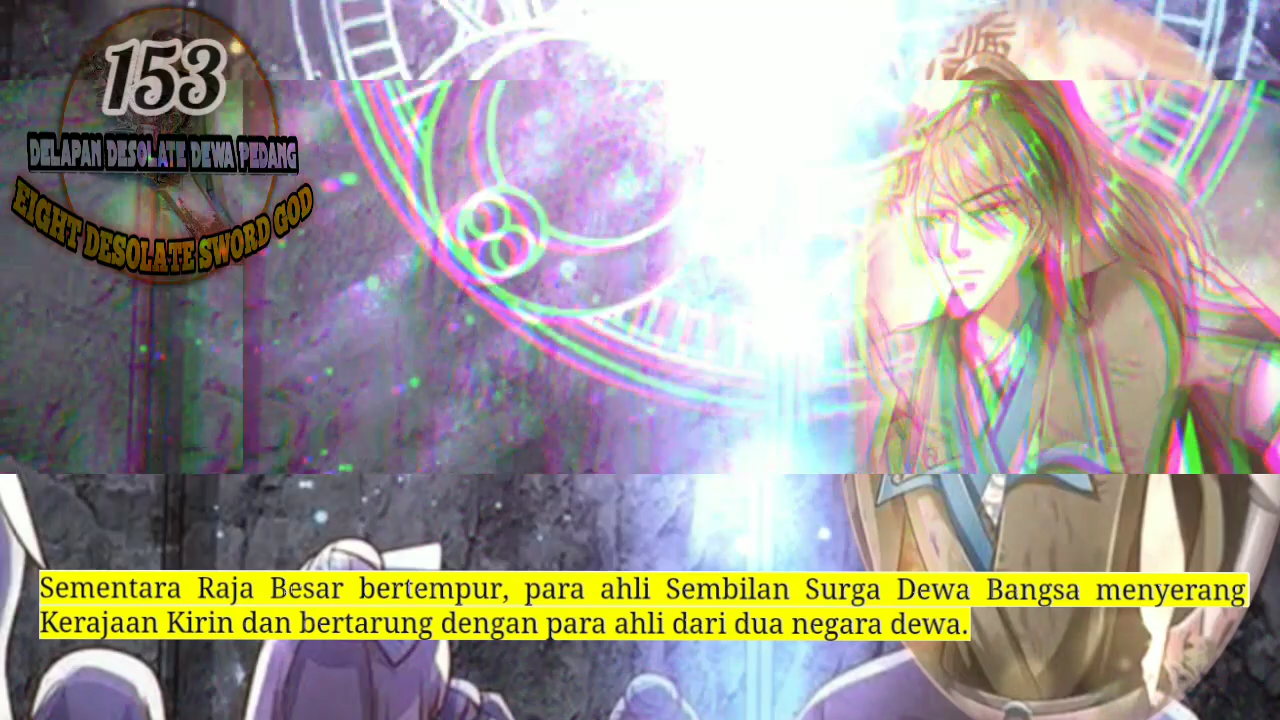 153
DELAPAN DESOLATE DEWA PEDANG
EIGHT DESOLATE SWORD GOD
Sementara Raja Besar bertempur, para ahli Sembilan Surga Dewa Bangsa menyerang
Kerajaan Kirin dan bertarung dengan para ahli dari dua negara dewa.